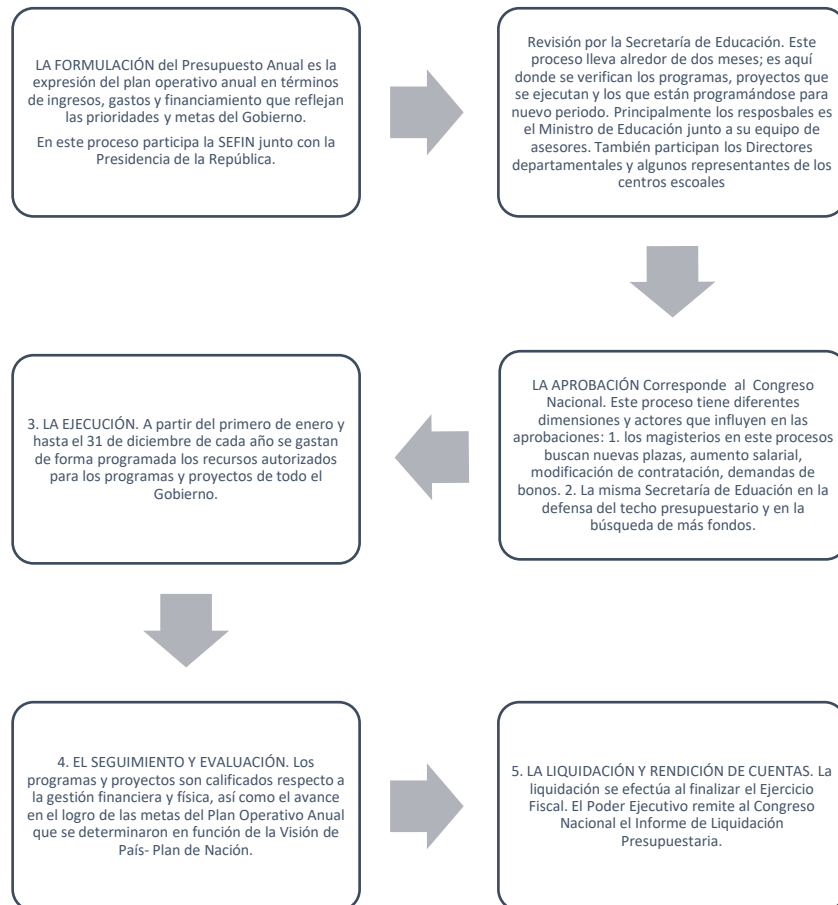 LA FORMULACIÓN del Presupuesto Anual es la
expresión del plan operativo anual en términos
de ingresos, gastos y financiamiento que reflejan
las prioridades y metas del Gobierno.
En este proceso participa la SEFIN junto con la
Presidencia de la República.
Revisión por la Secretaría de Educación. Este
proceso lleva alredor de dos meses; es aquí
donde se verifican los programas, proyectos que
se ejecutan y los que están programándose para
nuevo periodo. Principalmente los resposbales es
el Ministro de Educación junto a su equipo de
asesores. También participan los Directores
departamentales y algunos representantes de los
centros escoales
LA APROBACIÓN Corresponde al Congreso
Nacional. Este proceso tiene diferentes
dimensiones y actores que influyen en las
aprobaciones: 1. los magisterios en este procesos
buscan nuevas plazas, aumento salarial,
modificación de contratación, demandas de
bonos. 2. La misma Secretaría de Eduación en la
defensa del techo presupuestario y en la
búsqueda de más fondos.
3. LA EJECUCIÓN. A partir del primero de enero y
hasta el 31 de diciembre de cada año se gastan
de forma programada los recursos autorizados
para los programas y proyectos de todo el
Gobierno.
4. EL SEGUIMIENTO Y EVALUACIÓN. Los
programas y proyectos son calificados respecto a
la gestión financiera y física, así como el avance
en el logro de las metas del Plan Operativo Anual
que se determinaron en función de la Visión de
País- Plan de Nación.
5. LA LIQUIDACIÓN Y RENDICIÓN DE CUENTAS. La
liquidación se efectúa al finalizar el Ejercicio
Fiscal. El Poder Ejecutivo remite al Congreso
Nacional el Informe de Liquidación
Presupuestaria.